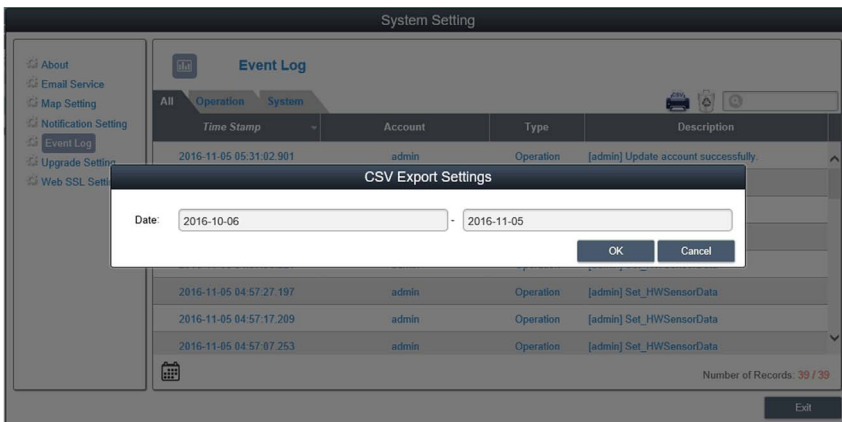 System Setting
About
Email Service
Map Setting
Notification Setting
Event Log
Upgrade Setting
Web SSL
Event Log
All Operation System
CSV
Time Stamp Account Type Description
2016-11-05 05:31:02.901 admin Operation [admin] Update account successfully.
CSV Export Settings
Date: 2016-10-06 - 2016-11-05
OK Cancel
2016-11-05 04:57:27.197 admin Operation [admin] Set_HWSensorData
2016-11-05 04:57:17.209 admin Operation [admin] Set_HWSensorData
2016-11-05 04:57:07.253 admin Operation [admin] Set_HWSensorData
Number of Records: 39 / 39
Exit